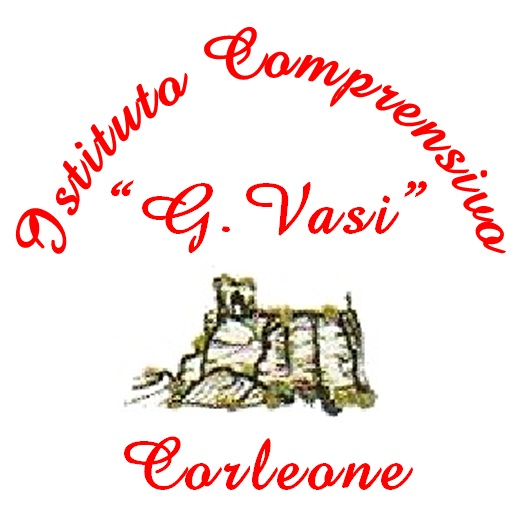 Istituto Comprensivo
“G. Vasi”
Corleone